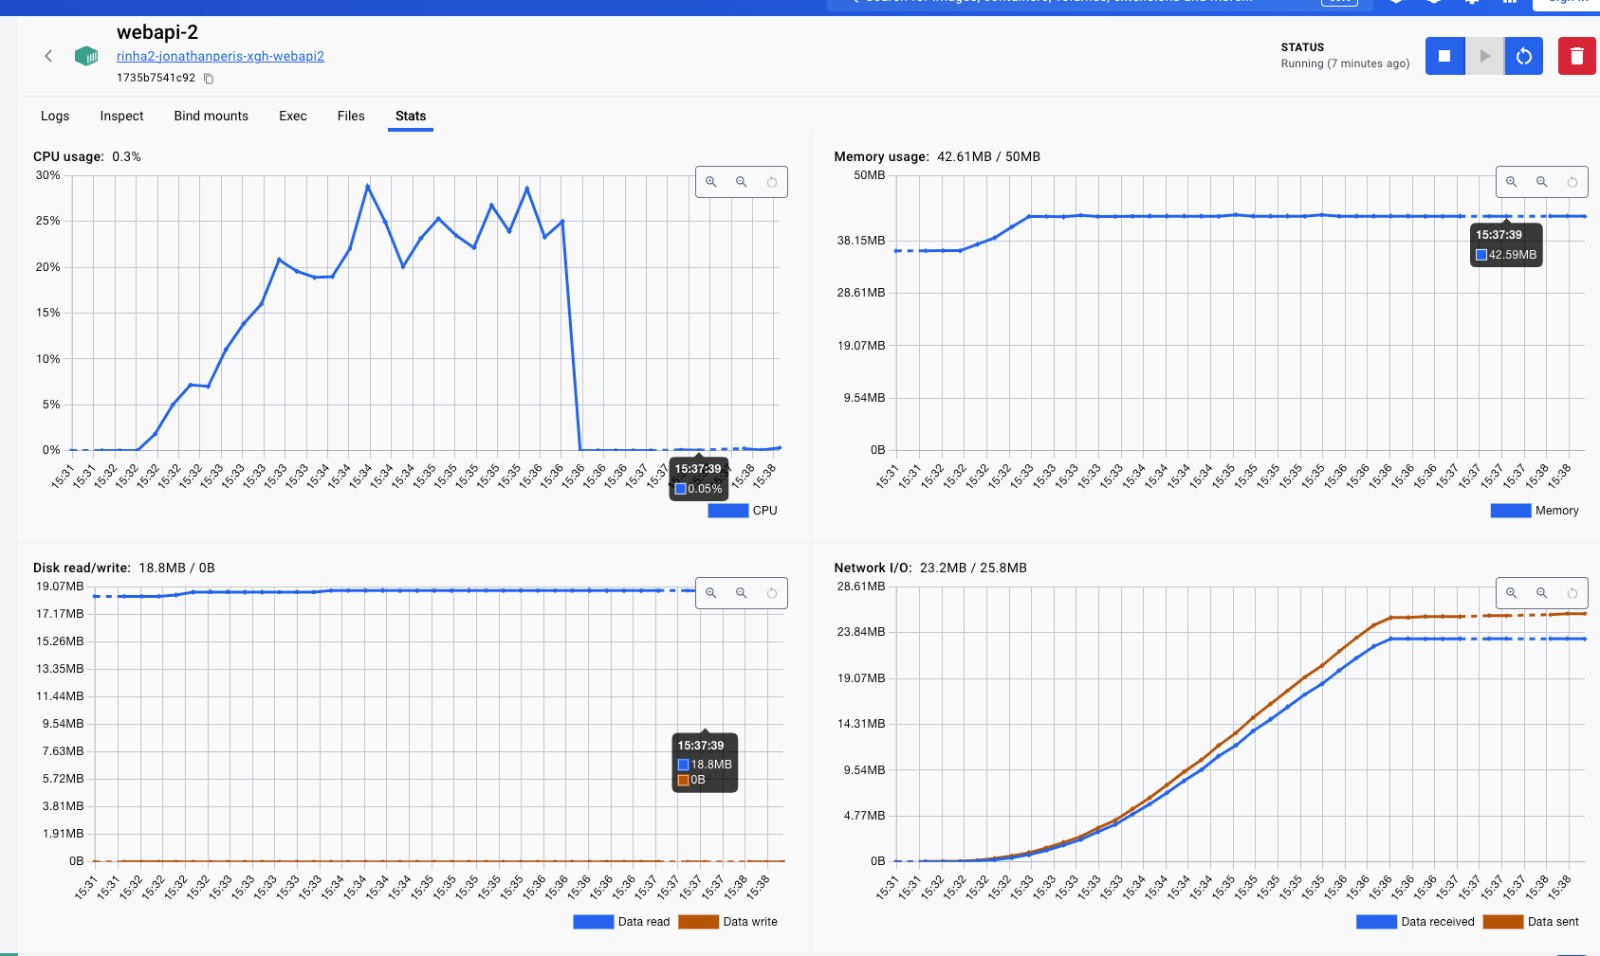 webapi-2
rinha2-jonathanperis-xgh-webapi2
1735b7541c92
STATUS
Running (7 minutes ago)
Logs Inspect Bind mounts Exec Files Stats
CPU usage: 0.3%
30%
25%
20%
15%
10%
5%
0%
15:31 15:31 15:32 15:32 15:32 15:32 15:32 15:33 15:33 15:33 15:33 15:33 15:34 15:34 15:34 15:34 15:35 15:35 15:35 15:35 15:35 15:36 15:36 15:36 15:36 15:36 15:37 15:37 15:38 15:38
15:37:39
0.05%
CPU
Memory usage: 42.61MB / 50MB
50MB
38.15MB
28.61MB
19.07MB
9.54MB
0B
15:31 15:31 15:32 15:32 15:32 15:32 15:33 15:33 15:33 15:33 15:33 15:34 15:34 15:34 15:34 15:35 15:35 15:35 15:35 15:35 15:36 15:36 15:36 15:36 15:36 15:37 15:37 15:37 15:37 15:38 15:38
15:37:39
42.59MB
Memory
Disk read/write: 18.8MB / 0B
19.07MB
17.17MB
15.26MB
13.35MB
11.44MB
9.54MB
7.63MB
5.72MB
3.81MB
1.91MB
0B
15:31 15:31 15:32 15:32 15:32 15:32 15:33 15:33 15:33 15:33 15:33 15:34 15:34 15:34 15:34 15:35 15:35 15:35 15:35 15:35 15:36 15:36 15:36 15:36 15:36 15:37 15:37 15:37 15:37 15:38 15:38
15:37:39
18.8MB
0B
Data read Data write
Network I/O: 23.2MB / 25.8MB
28.61MB
23.84MB
19.07MB
14.31MB
9.54MB
4.77MB
0B
15:31 15:31 15:32 15:32 15:32 15:32 15:33 15:33 15:33 15:33 15:33 15:34 15:34 15:34 15:34 15:35 15:35 15:35 15:35 15:35 15:36 15:36 15:36 15:36 15:36 15:37 15:37 15:37 15:37 15:38 15:38
Data received Data sent